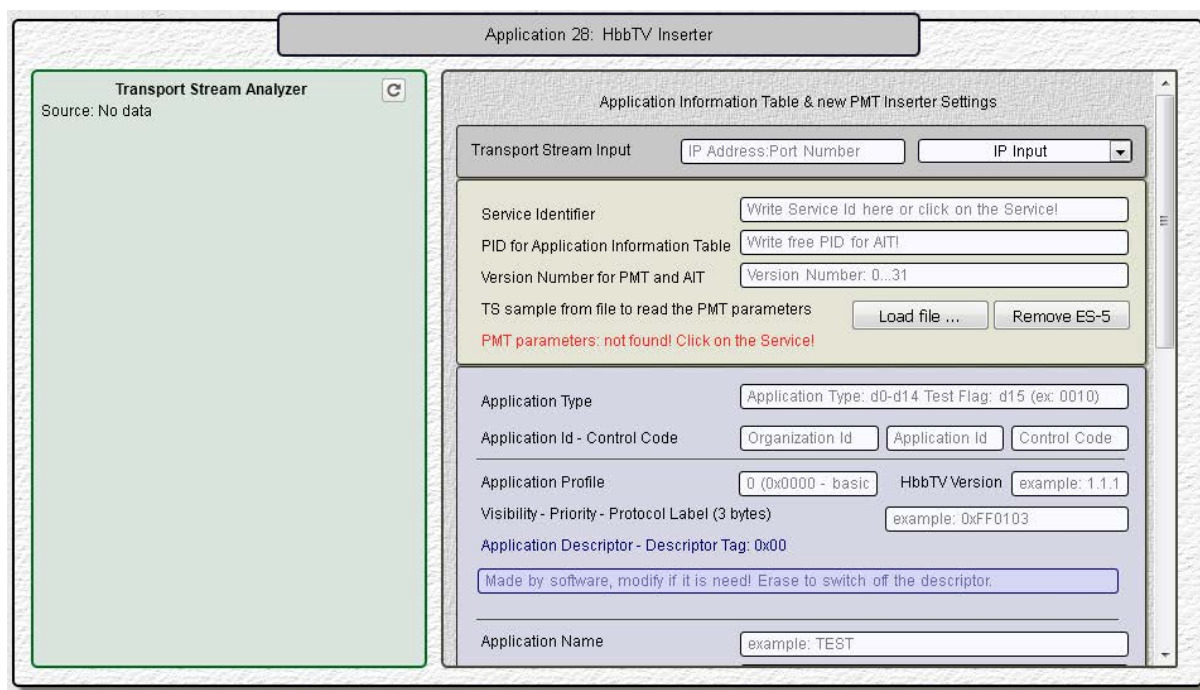 Application 28: HbbTV Inserter
Transport Stream Analyzer
Source: No data
Application Information Table & new PMT Inserter Settings
Transport Stream Input IP Address:Port Number IP Input
Service Identifier Write Service Id here or click on the Service!
PID for Application Information Table Write free PID for AIT!
Version Number for PMT and AIT Version Number: 0...31
TS sample from file to read the PMT parameters Load file ... Remove ES-5
PMT parameters: not found! Click on the Service!
Application Type Application Type: d0-d14 Test Flag: d15 (ex: 0010)
Application Id - Control Code Organization Id Application Id Control Code
Application Profile 0 (0x0000 - basic HbbTV Version example: 1.1.1
Visibility - Priority - Protocol Label (3 bytes) example: 0xFF0103
Application Descriptor - Descriptor Tag: 0x00
Made by software, modify if it is need! Erase to switch off the descriptor.
Application Name example: TEST